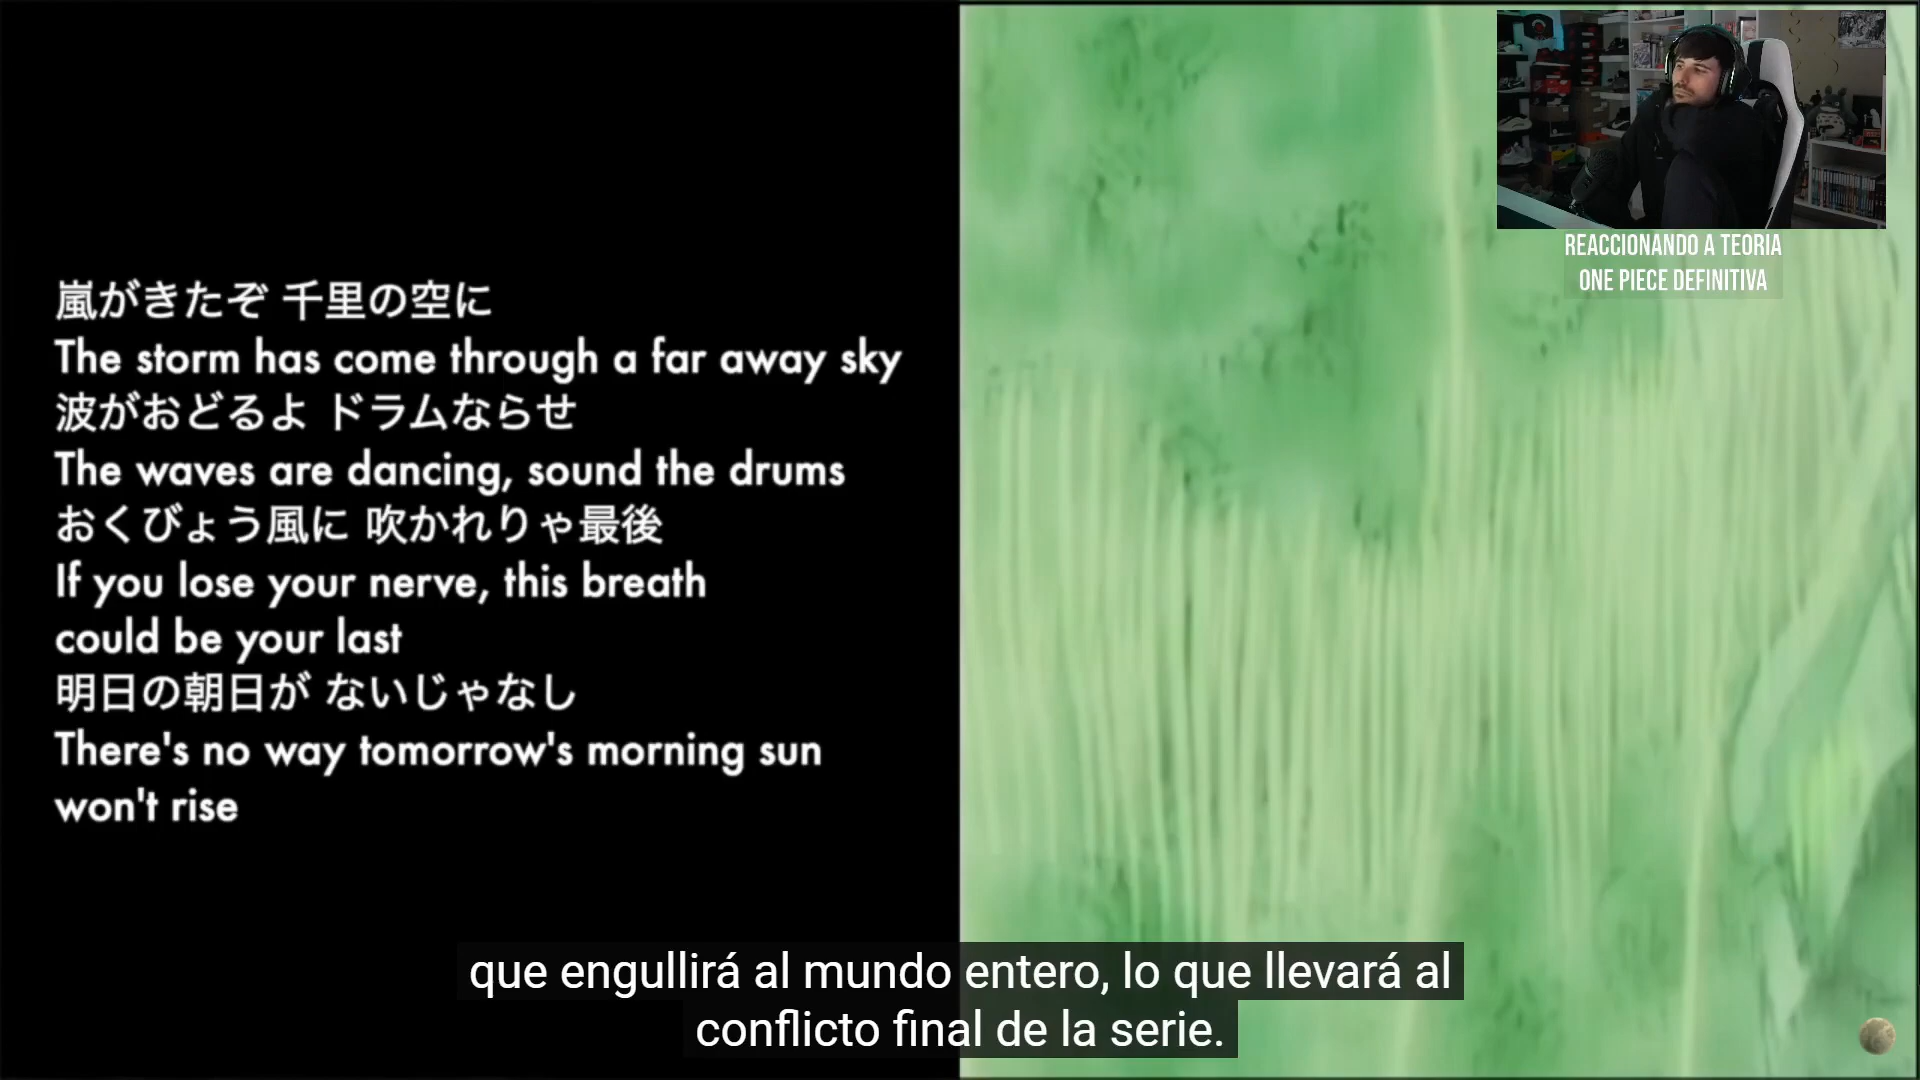 嵐がきたぞ 千里の空に
The storm has come through a far away sky
波がおどるよ ドラムならせ
The waves are dancing, sound the drums
おくびょう風に 吹かれりゃ最後
If you lose your nerve, this breath
could be your last
明日の朝日が ないじゃなし
There's no way tomorrow's morning sun
won't rise
REACCIONANDO A TEORIA
ONE PIECE DEFINITIVA
que engullirá al mundo entero, lo que llevará al
conflicto final de la serie.